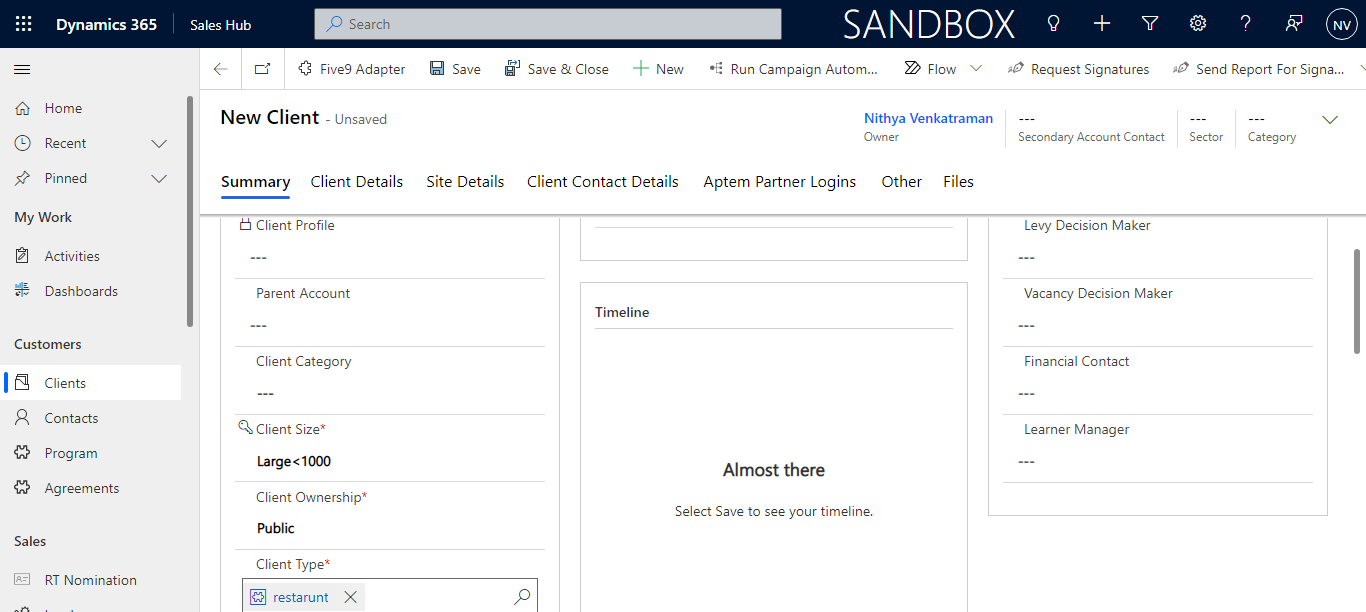 Dynamics 365
Sales Hub
Search
SANDBOX
NV
Five9 Adapter
Save
Save & Close
New
Run Campaign Autom...
Flow
Request Signatures
Send Report For Signa...
Home
Recent
Pinned
My Work
Activities
Dashboards
Customers
Clients
Contacts
Program
Agreements
Sales
RT Nomination
New Client - Unsaved
Nithya Venkatraman
Owner
---
Secondary Account Contact
---
Sector
---
Category
Summary
Client Details
Site Details
Client Contact Details
Aptem Partner Logins
Other
Files
Client Profile
---
Parent Account
---
Client Category
---
Client Size*
Large<1000
Client Ownership*
Public
Client Type*
restarunt
Timeline
Almost there
Select Save to see your timeline.
Levy Decision Maker
---
Vacancy Decision Maker
---
Financial Contact
---
Learner Manager
---